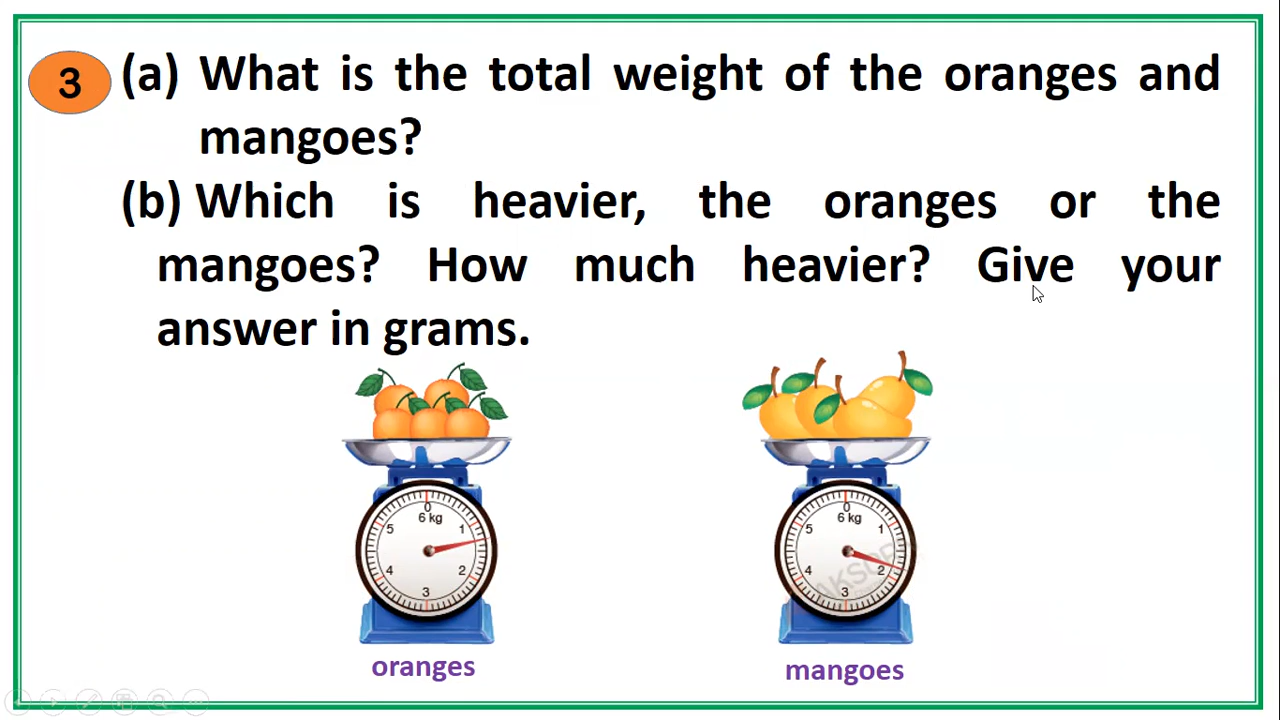 3 (a) What is the total weight of the oranges and
mangoes?
(b) Which is heavier, the oranges or the
mangoes? How much heavier? Give your
answer in grams.
0
6 kg
5 1
4 2
3
0
6 kg
5 1
4 2
3
oranges
mangoes